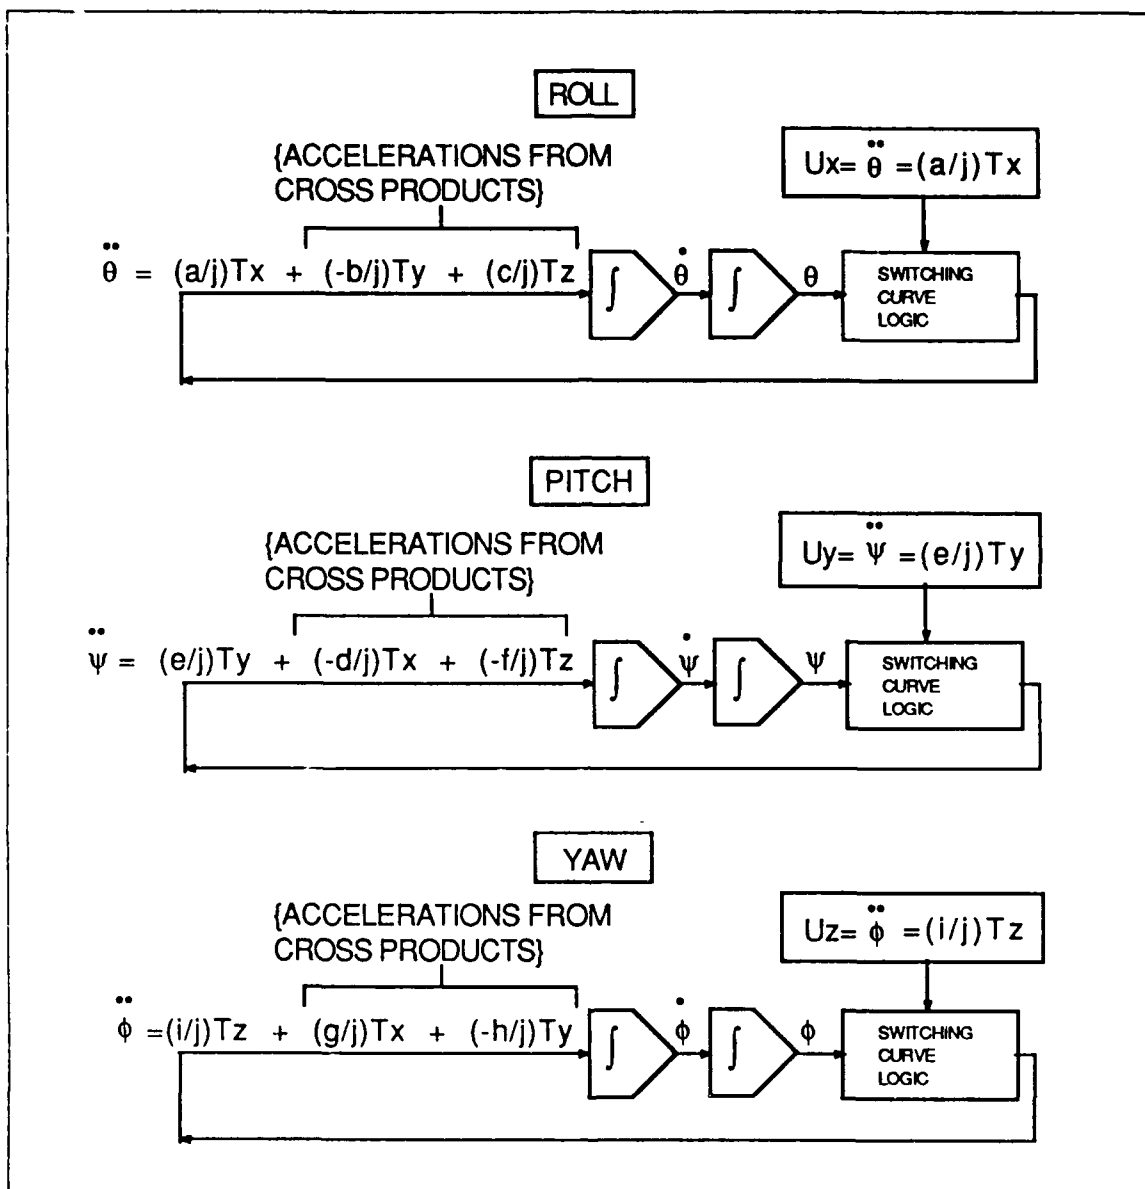 ROLL
{ACCELERATIONS FROM
CROSS PRODUCTS}
Ux= θ̈ =(a/j)Tx
θ̈ = (a/j)Tx + (-b/j)Ty + (c/j)Tz ∫ θ̇ ∫ θ
SWITCHING
CURVE
LOGIC
PITCH
{ACCELERATIONS FROM
CROSS PRODUCTS}
Uy= ψ̈ =(e/j)Ty
ψ̈ = (e/j)Ty + (-d/j)Tx + (-f/j)Tz ∫ ψ̇ ∫ ψ
SWITCHING
CURVE
LOGIC
YAW
{ACCELERATIONS FROM
CROSS PRODUCTS}
Uz= φ̈ =(i/j)Tz
φ̈ =(i/j)Tz + (g/j)Tx + (-h/j)Ty ∫ φ̇ ∫ φ
SWITCHING
CURVE
LOGIC